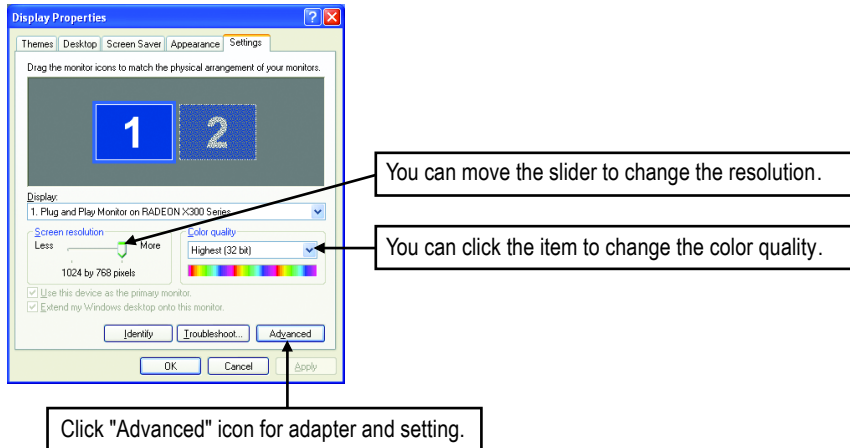 Display Properties
Themes Desktop Screen Saver Appearance Settings
Drag the monitor icons to match the physical arrangement of your monitors.
1 2
Display:
1. Plug and Play Monitor on RADEON X300 Series
Screen resolution
Less More
1024 by 768 pixels
Color quality
Highest (32 bit)
Use this device as the primary monitor.
Extend my Windows desktop onto this monitor.
Identify Troubleshoot... Advanced
OK Cancel Apply
You can move the slider to change the resolution.
You can click the item to change the color quality.
Click "Advanced" icon for adapter and setting.